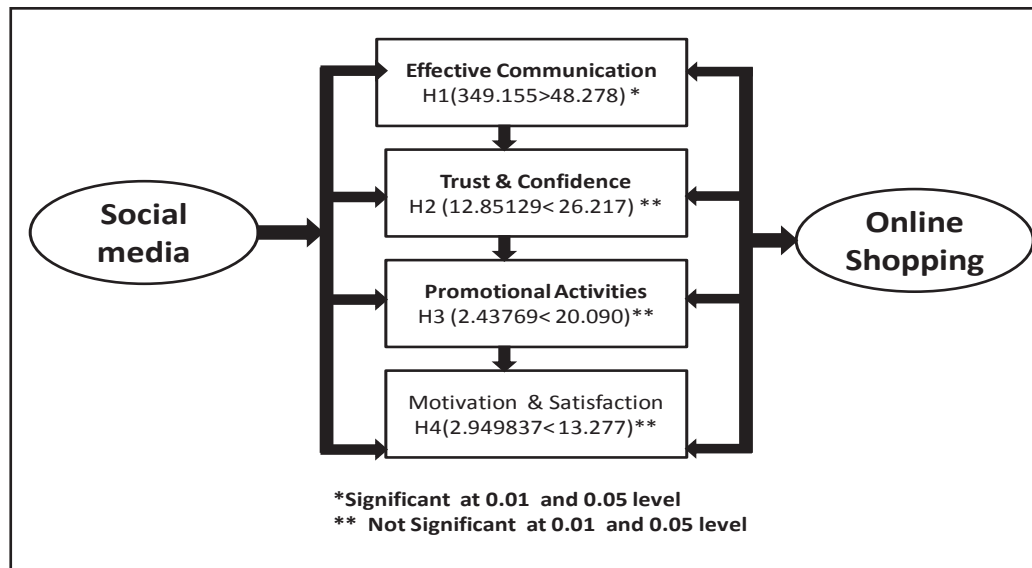 Effective Communication
H1(349.155>48.278) *
Trust & Confidence
H2 (12.85129< 26.217) **
Social
media
Online
Shopping
Promotional Activities
H3 (2.43769< 20.090)**
Motivation & Satisfaction
H4(2.949837<13.277)**
*Significant at 0.01 and 0.05 level
** Not Significant at 0.01 and 0.05 level